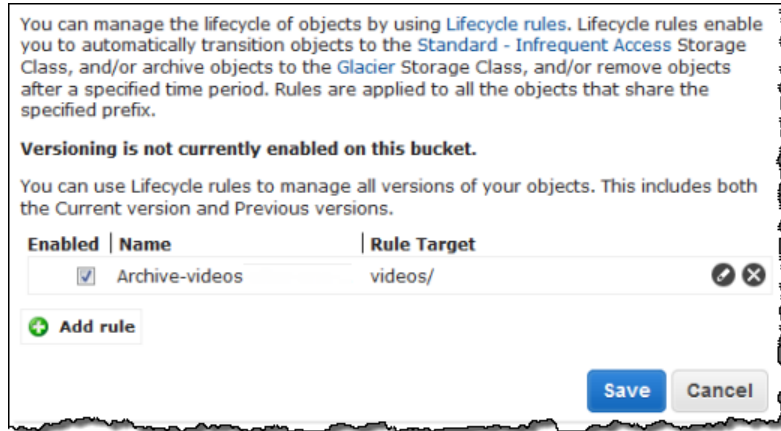 You can manage the lifecycle of objects by using Lifecycle rules. Lifecycle rules enable
you to automatically transition objects to the Standard - Infrequent Access Storage
Class, and/or archive objects to the Glacier Storage Class, and/or remove objects
after a specified time period. Rules are applied to all the objects that share the
specified prefix.
Versioning is not currently enabled on this bucket.
You can use Lifecycle rules to manage all versions of your objects. This includes both
the Current version and Previous versions.
Enabled Name Rule Target
Archive-videos videos/
Add rule
Save Cancel